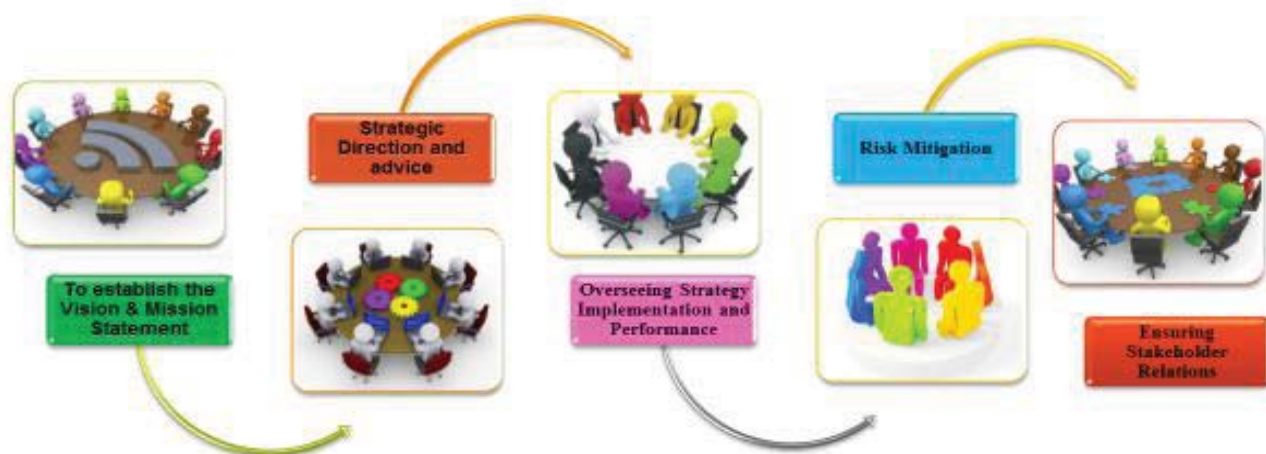 To establish the
Vision & Mission
Statement
Strategic
Direction and
advice
Overseeing Strategy
Implementation and
Performance
Risk Mitigation
Ensuring
Stakeholder
Relations